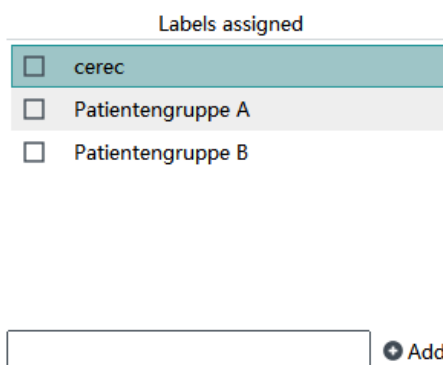 Labels assigned
cerec
Patientengruppe A
Patientengruppe B
Add